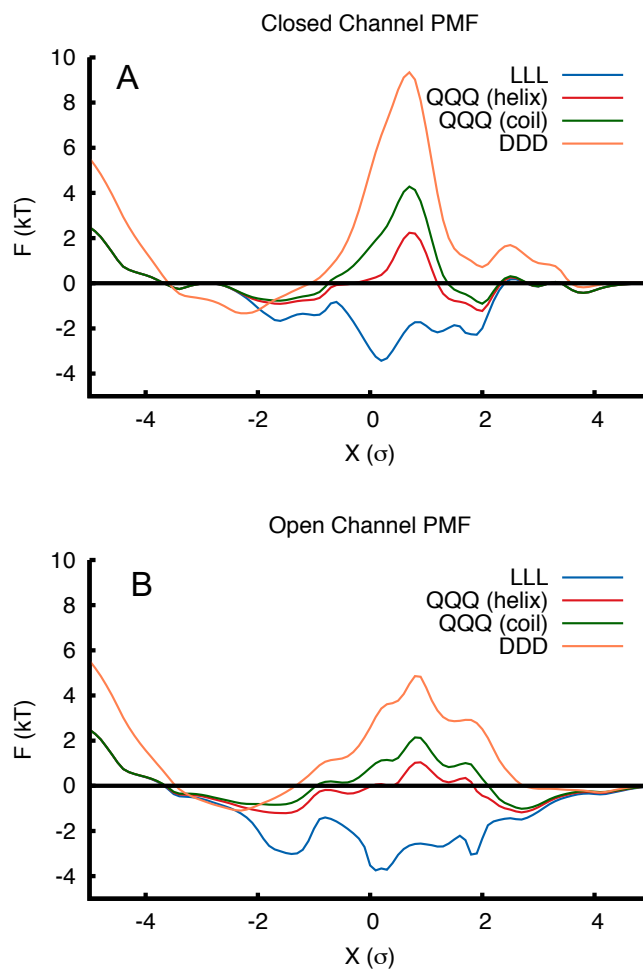 Closed Channel PMF
A
LLL
QQQ (helix)
QQQ (coil)
DDD
10
8
6
4
2
0
-2
-4
F (kT)
-4
-2
0
2
4
X (σ)
Open Channel PMF
B
LLL
QQQ (helix)
QQQ (coil)
DDD
10
8
6
4
2
0
-2
-4
F (kT)
-4
-2
0
2
4
X (σ)